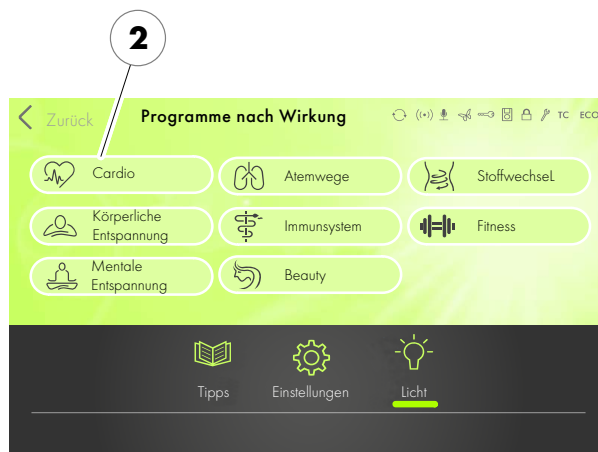 2
Zurück
Programme nach Wirkung
TC
ECO
Cardio
Atemwege
StoffwechseL
Körperliche
Entspannung
Immunsystem
Fitness
Mentale
Entspannung
Beauty
Tipps
Einstellungen
Licht